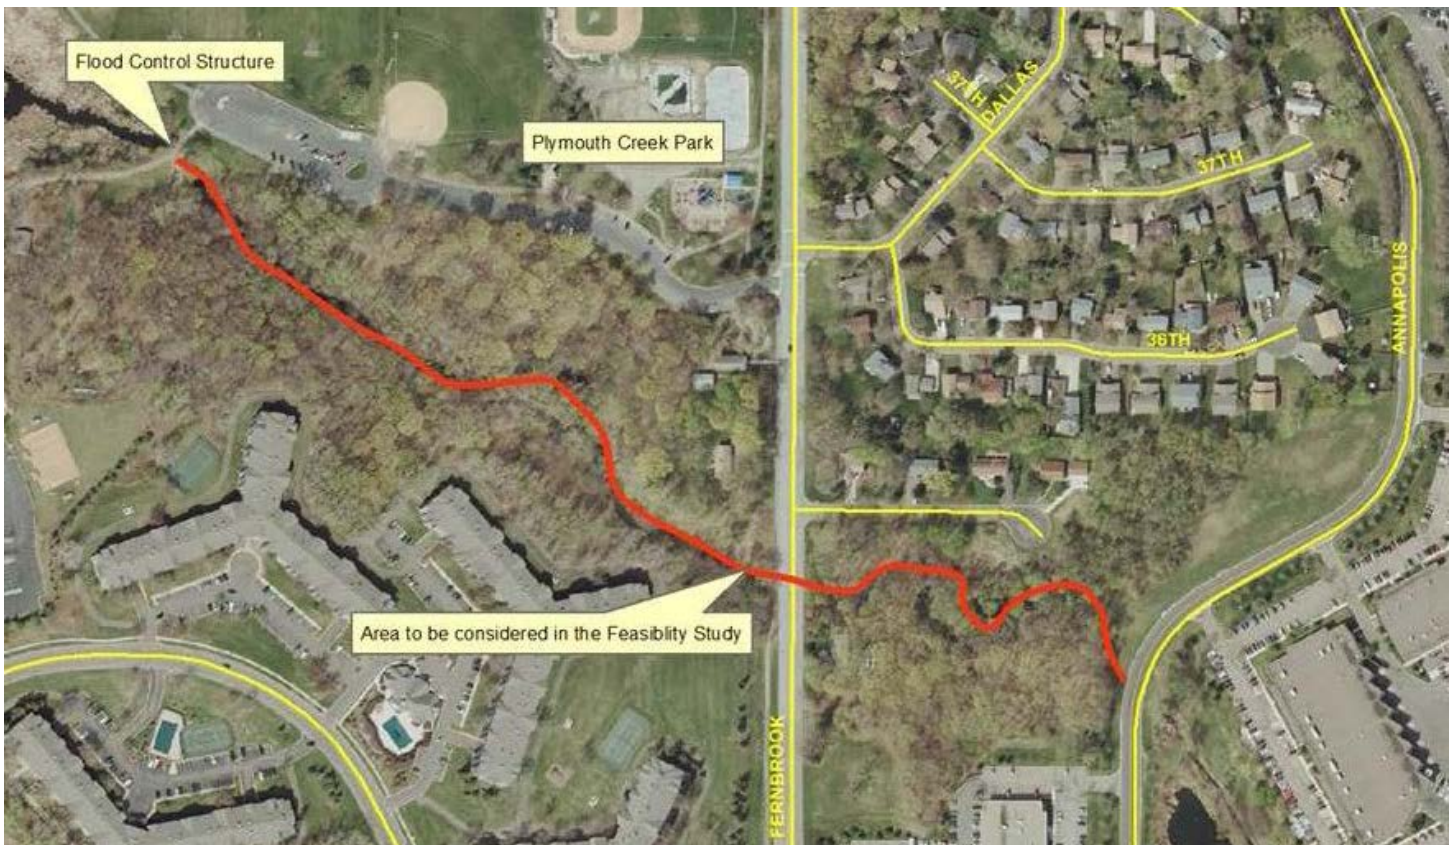 Flood Control Structure
Plymouth Creek Park
37TH
DALLAS
37TH
ANNAPOLIS
36TH
Area to be considered in the Feasiblity Study
FERNBROOK